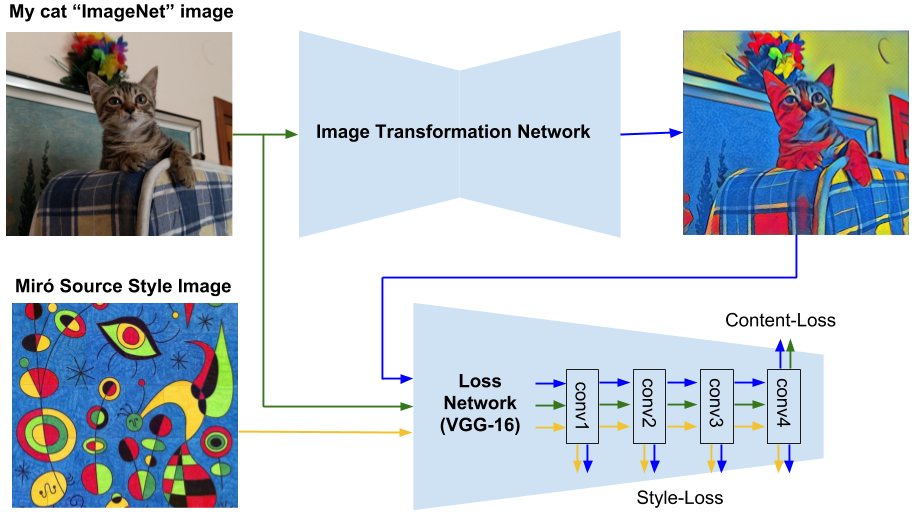 My cat “ImageNet” image
Image Transformation Network
Miró Source Style Image
Content-Loss
Loss
Network
(VGG-16)
conv1
conv2
conv3
conv4
Style-Loss